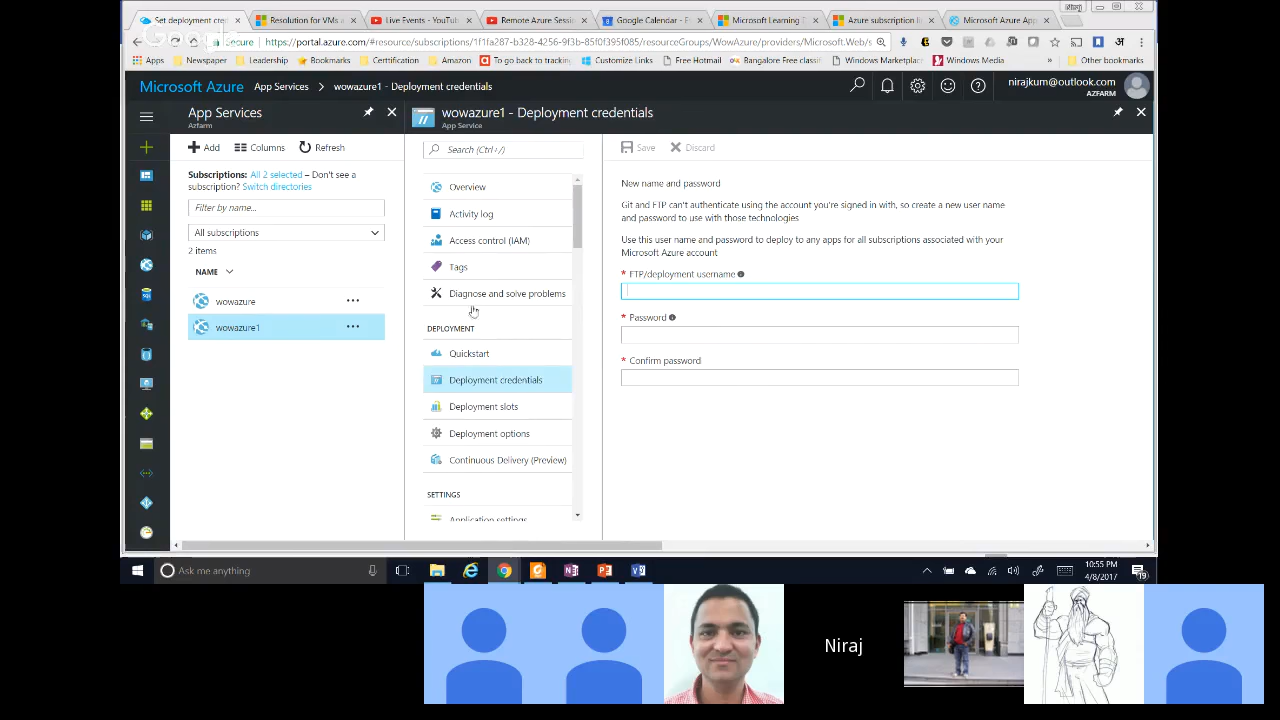 Niraj
Set deployment cre
Resolution for VMs a
Live Events - YouTub
Remote Azure Sessi
Google Calendar - E
Microsoft Learning
Azure subscription li
Microsoft Azure App
Google
Secure
https://portal.azure.com/#resource/subscriptions/1f1fa287-b328-4256-9f3b-85f0f395f085/resourceGroups/WowAzure/providers/Microsoft.Web/s
Apps
Newspaper
Leadership
Bookmarks
Certtification
Amazon
To go back to tracking
Customize Links
Free Hotmail
Bangalore Free classif
Windows Marketplac
Windows Media
»
Other bookmarks
Microsoft Azure App Services > wowazure1 - Deployment credentials
nirajkum@outlook.com
AZFARM
App Services
Azfarm
Add Columns Refresh
Subscriptions: All 2 selected – Don't see a
subscription? Switch directories
Filter by name...
All subscriptions
2 items
NAME
wowazure
wowazure1
wowazure1 - Deployment credentials
App Service
Search (Ctrl+/)
Overview
Activity log
Access control (IAM)
Tags
Diagnose and solve problems
DEPLOYMENT
Quickstart
Deployment credentials
Deployment slots
Deployment options
Continuous Delivery (Preview)
SETTINGS
Application settings
Save Discard
New name and password
Git and FTP can't authenticate using the account you're signed in with, so create a new user name
and password to use with those technologies
Use this user name and password to deploy to any apps for all subscriptions associated with your
Microsoft Azure account
* FTP/deployment username
* Password
* Confirm password
Ask me anything
10:55 PM
4/8/2017
19
Niraj